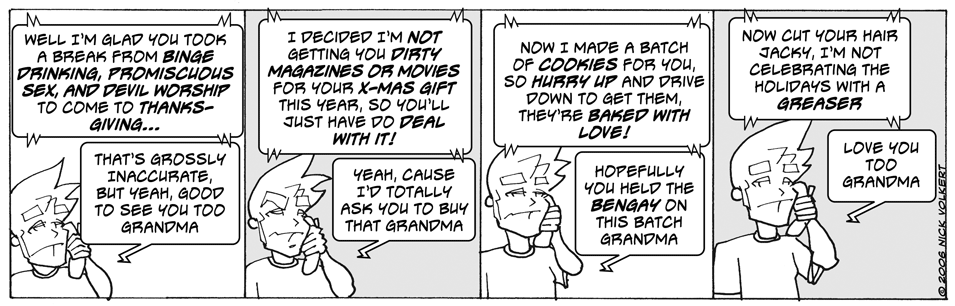 WELL I'M GLAD YOU TOOK
A BREAK FROM BINGE
DRINKING, PROMISCUOUS
SEX, AND DEVIL WORSHIP
TO COME TO THANKS-
GIVING...
THAT'S GROSSLY
INACCURATE,
BUT YEAH, GOOD
TO SEE YOU TOO
GRANDMA
I DECIDED I'M NOT
GETTING YOU DIRTY
MAGAZINES OR MOVIES
FOR YOUR X-MAS GIFT
THIS YEAR, SO YOU'LL
JUST HAVE DO DEAL
WITH IT!
YEAH, CAUSE
I'D TOTALLY
ASK YOU TO BUY
THAT GRANDMA
NOW I MADE A BATCH
OF COOKIES FOR YOU,
SO HURRY UP AND DRIVE
DOWN TO GET THEM,
THEY'RE BAKED WITH
LOVE!
HOPEFULLY
YOU HELD THE
BENGAY ON
THIS BATCH
GRANDMA
NOW CUT YOUR HAIR
JACKY, I'M NOT
CELEBRATING THE
HOLIDAYS WITH A
GREASER
LOVE YOU
TOO
GRANDMA
© 2006 NICK VOLKERT